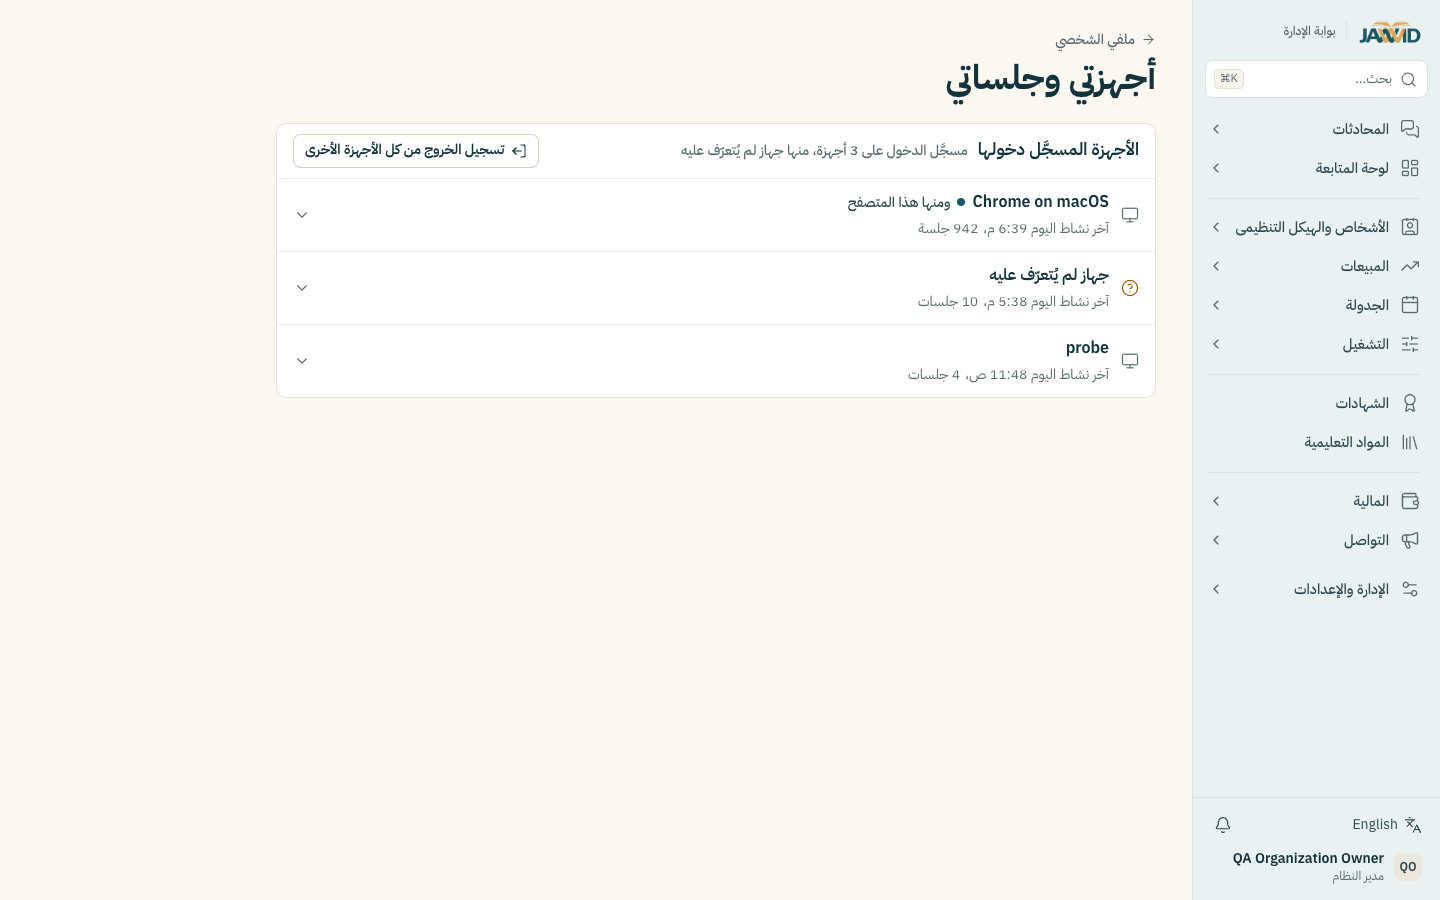 JAWID
بوابة الإدارة
بحث...
⌘K
المحادثات
لوحة المتابعة
الأشخاص والهيكل التنظيمي
المبيعات
الجدولة
التشغيل
الشهادات
المواد التعليمية
المالية
التواصل
الإدارة والإعدادات
English
QO
QA Organization Owner
مدير النظام
ملفي الشخصي
أجهزتي وجلساتي
الأجهزة المسجَّل دخولها مسجَّل الدخول على 3 أجهزة، منها جهاز لم يُتعرّف عليه
تسجيل الخروج من كل الأجهزة الأخرى
Chrome on macOS ومنها هذا المتصفح
آخر نشاط اليوم 6:39 م، 942 جلسة
جهاز لم يُتعرّف عليه
آخر نشاط اليوم 5:38 م، 10 جلسات
probe
آخر نشاط اليوم 11:48 ص، 4 جلسات